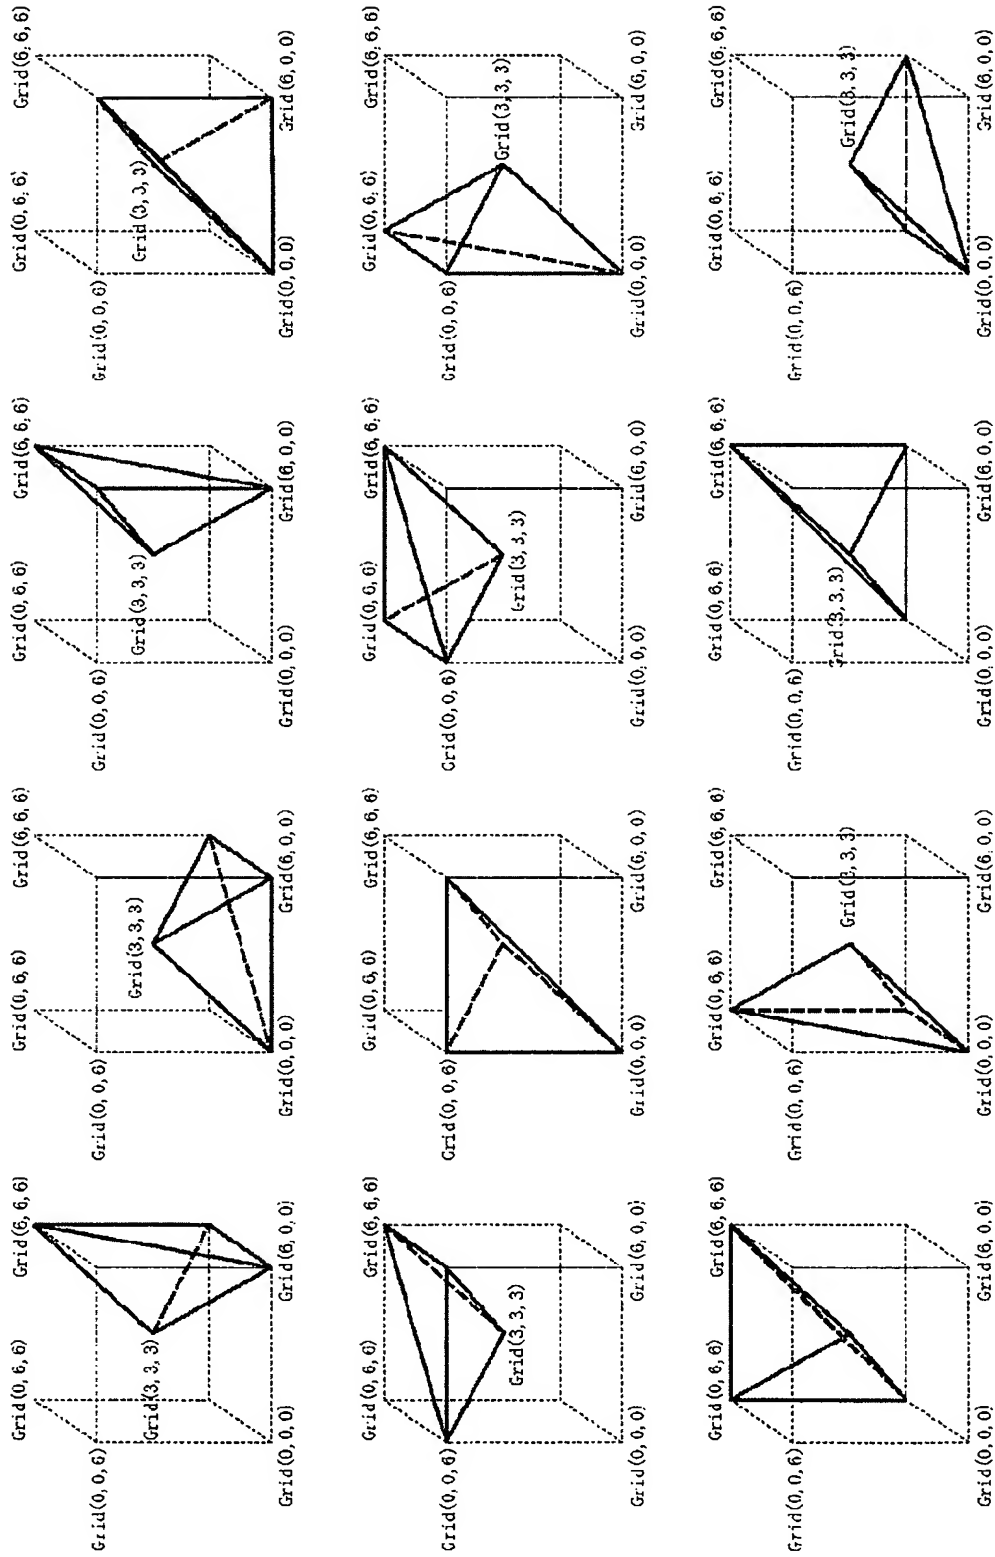 Grid(0, 6, 6)
Grid(6, 6, 6)
Grid(0, 0, 6)
Grid(3, 3, 3)
Grid(0, 0, 0)
Grid(6, 0, 0)
Grid(0, 6, 6)
Grid(6, 6, 6)
Grid(0, 0, 6)
Grid(3, 3, 3)
Grid(0, 0, 0)
Grid(6, 0, 0)
Grid(0, 6, 6)
Grid(6, 6, 6)
Grid(0, 0, 6)
Grid(3, 3, 3)
Grid(0, 0, 0)
Grid(6, 0, 0)
Grid(0, 6, 6)
Grid(6, 6, 6)
Grid(0, 0, 6)
Grid(3, 3, 3)
Grid(0, 0, 0)
Grid(6, 0, 0)
Grid(0, 6, 6)
Grid(6, 6, 6)
Grid(0, 0, 6)
Grid(3, 3, 3)
Grid(0, 0, 0)
Grid(6, 0, 0)
Grid(0, 6, 0)
Grid(6, 6, 6)
Grid(0, 0, 6)
Grid(0, 0, 0)
Grid(6, 0, 0)
Grid(0, 6, 6)
Grid(6, 6, 6)
Grid(0, 0, 6)
Grid(3, 3, 3)
Grid(0, 0, 0)
Grid(6, 0, 0)
Grid(0, 6, 6)
Grid(6, 6, 6)
Grid(0, 0, 6)
Grid(3, 3, 3)
Grid(0, 0, 0)
Grid(6, 0, 0)
Grid(0, 6, 6)
Grid(6, 6, 6)
Grid(0, 0, 6)
Grid(0, 0, 0)
Grid(6, 0, 0)
Grid(0, 6, 6)
Grid(6, 6, 6)
Grid(0, 0, 6)
Grid(3, 3, 3)
Grid(0, 0, 0)
Grid(6, 0, 0)
Grid(0, 6, 6)
Grid(6, 6, 6)
Grid(0, 0, 6)
Grid(3, 3, 3)
Grid(0, 0, 0)
Grid(6, 0, 0)
Grid(0, 6, 6)
Grid(6, 6, 6)
Grid(0, 0, 6)
Grid(3, 3, 3)
Grid(0, 0, 0)
Grid(6, 0, 0)